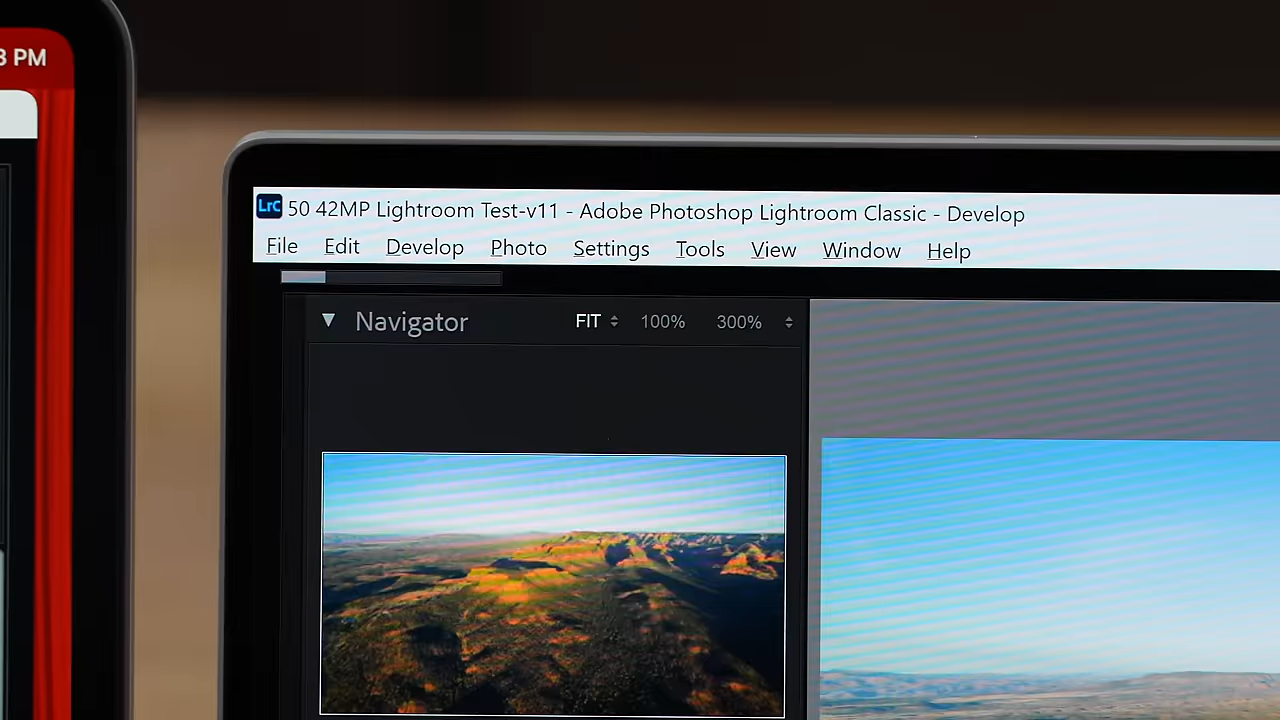 3 PM
LrC 50 42MP Lightroom Test-v11 - Adobe Photoshop Lightroom Classic - Develop
File Edit Develop Photo Settings Tools View Window Help
Navigator FIT 100% 300%